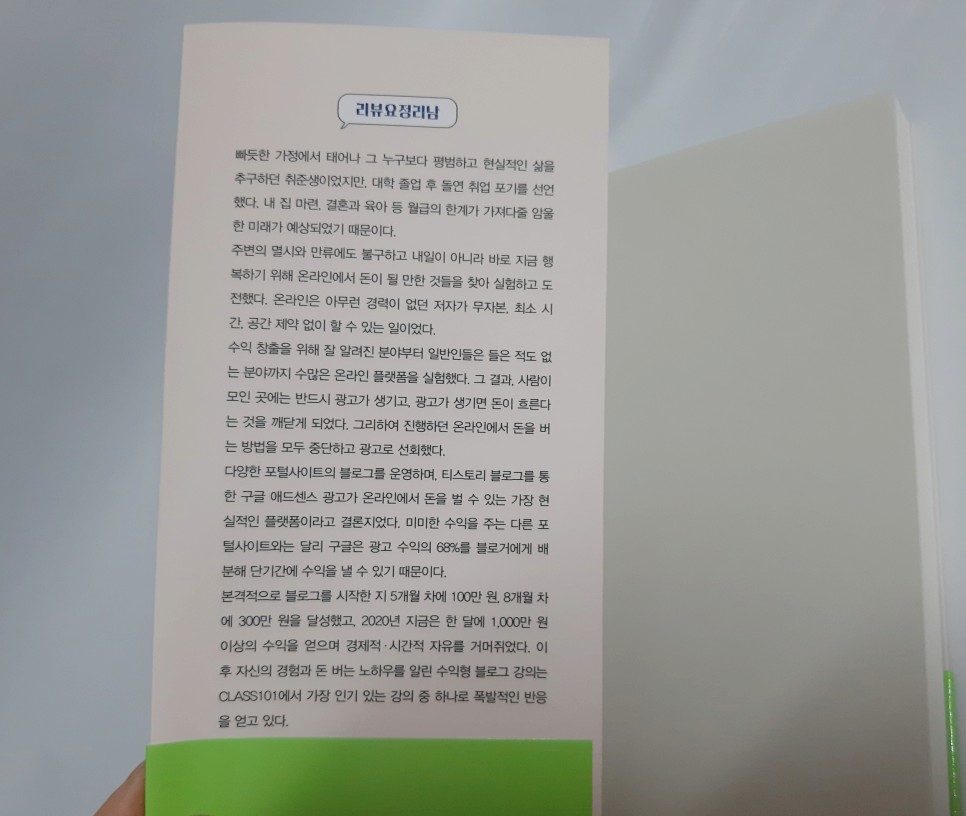 리뷰요정리남
빠듯한 가정에서 태어나 그 누구보다 평범하고 현실적인 삶을
추구하던 취준생이었지만, 대학 졸업 후 돌연 취업 포기를 선언
했다. 내 집 마련, 결혼과 육아 등 월급의 한계가 가져다줄 암울
한 미래가 예상되었기 때문이다.
주변의 멸시와 만류에도 불구하고 내일이 아니라 바로 지금 행
복하기 위해 온라인에서 돈이 될 만한 것들을 찾아 실험하고 도
전했다. 온라인은 아무런 경력이 없던 저자가 무자본, 최소 시
간, 공간 제약 없이 할 수 있는 일이었다.
수익 창출을 위해 잘 알려진 분야부터 일반인들은 들은 적도 없
는 분야까지 수많은 온라인 플랫폼을 실험했다. 그 결과, 사람이
모인 곳에는 반드시 광고가 생기고, 광고가 생기면 돈이 흐른다
는 것을 깨닫게 되었다. 그리하여 진행하던 온라인에서 돈을 버
는 방법을 모두 중단하고 광고로 선회했다.
다양한 포털사이트의 블로그를 운영하며, 티스토리 블로그를 통
한 구글 애드센스 광고가 온라인에서 돈을 벌 수 있는 가장 현
실적인 플랫폼이라고 결론지었다. 미미한 수익을 주는 다른 포
털사이트와는 달리 구글은 광고 수익의 68%를 블로거에게 배
분해 단기간에 수익을 낼 수 있기 때문이다.
본격적으로 블로그를 시작한 지 5개월 차에 100만 원, 8개월 차
에 300만 원을 달성했고, 2020년 지금은 한 달에 1,000만 원
이상의 수익을 얻으며 경제적·시간적 자유를 거머쥐었다. 이
후 자신의 경험과 돈 버는 노하우를 알린 수익형 블로그 강의는
CLASS101에서 가장 인기 있는 강의 중 하나로 폭발적인 반응
을 얻고 있다.